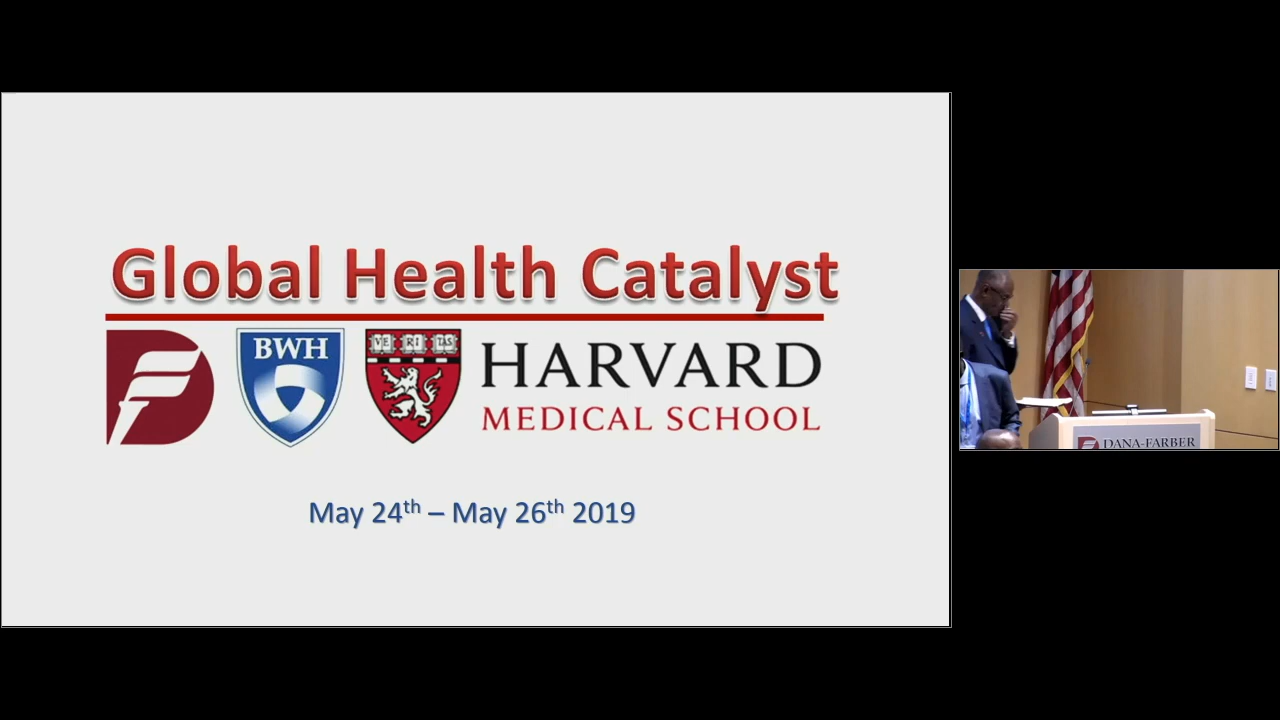 Global Health Catalyst
BWH
VE RI TAS
HARVARD
MEDICAL SCHOOL
May 24th – May 26th 2019
DANA-FARBER